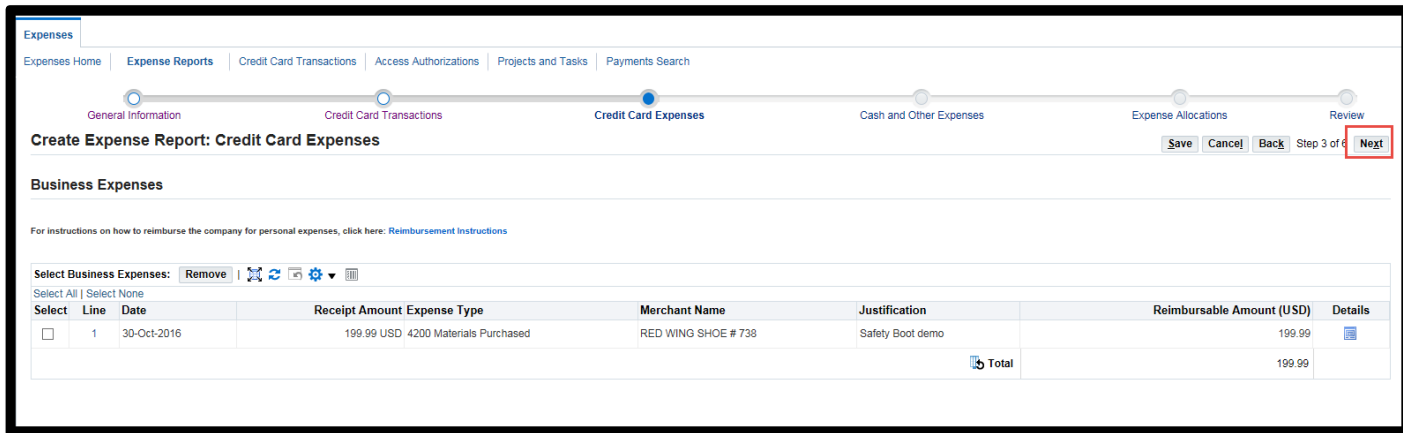 Expenses
Expenses Home Expense Reports Credit Card Transactions Access Authorizations Projects and Tasks Payments Search
General Information Credit Card Transactions Credit Card Expenses Cash and Other Expenses Expense Allocations Review
Create Expense Report: Credit Card Expenses Save Cancel Back Step 3 of 6 Next
Business Expenses
For instructions on how to reimburse the company for personal expenses, click here: Reimbursement Instructions
Select Business Expenses: Remove |
Select All | Select None
Select Line Date Receipt Amount Expense Type Merchant Name Justification Reimbursable Amount (USD) Details
1 30-Oct-2016 199.99 USD 4200 Materials Purchased RED WING SHOE # 738 Safety Boot demo 199.99
Total 199.99